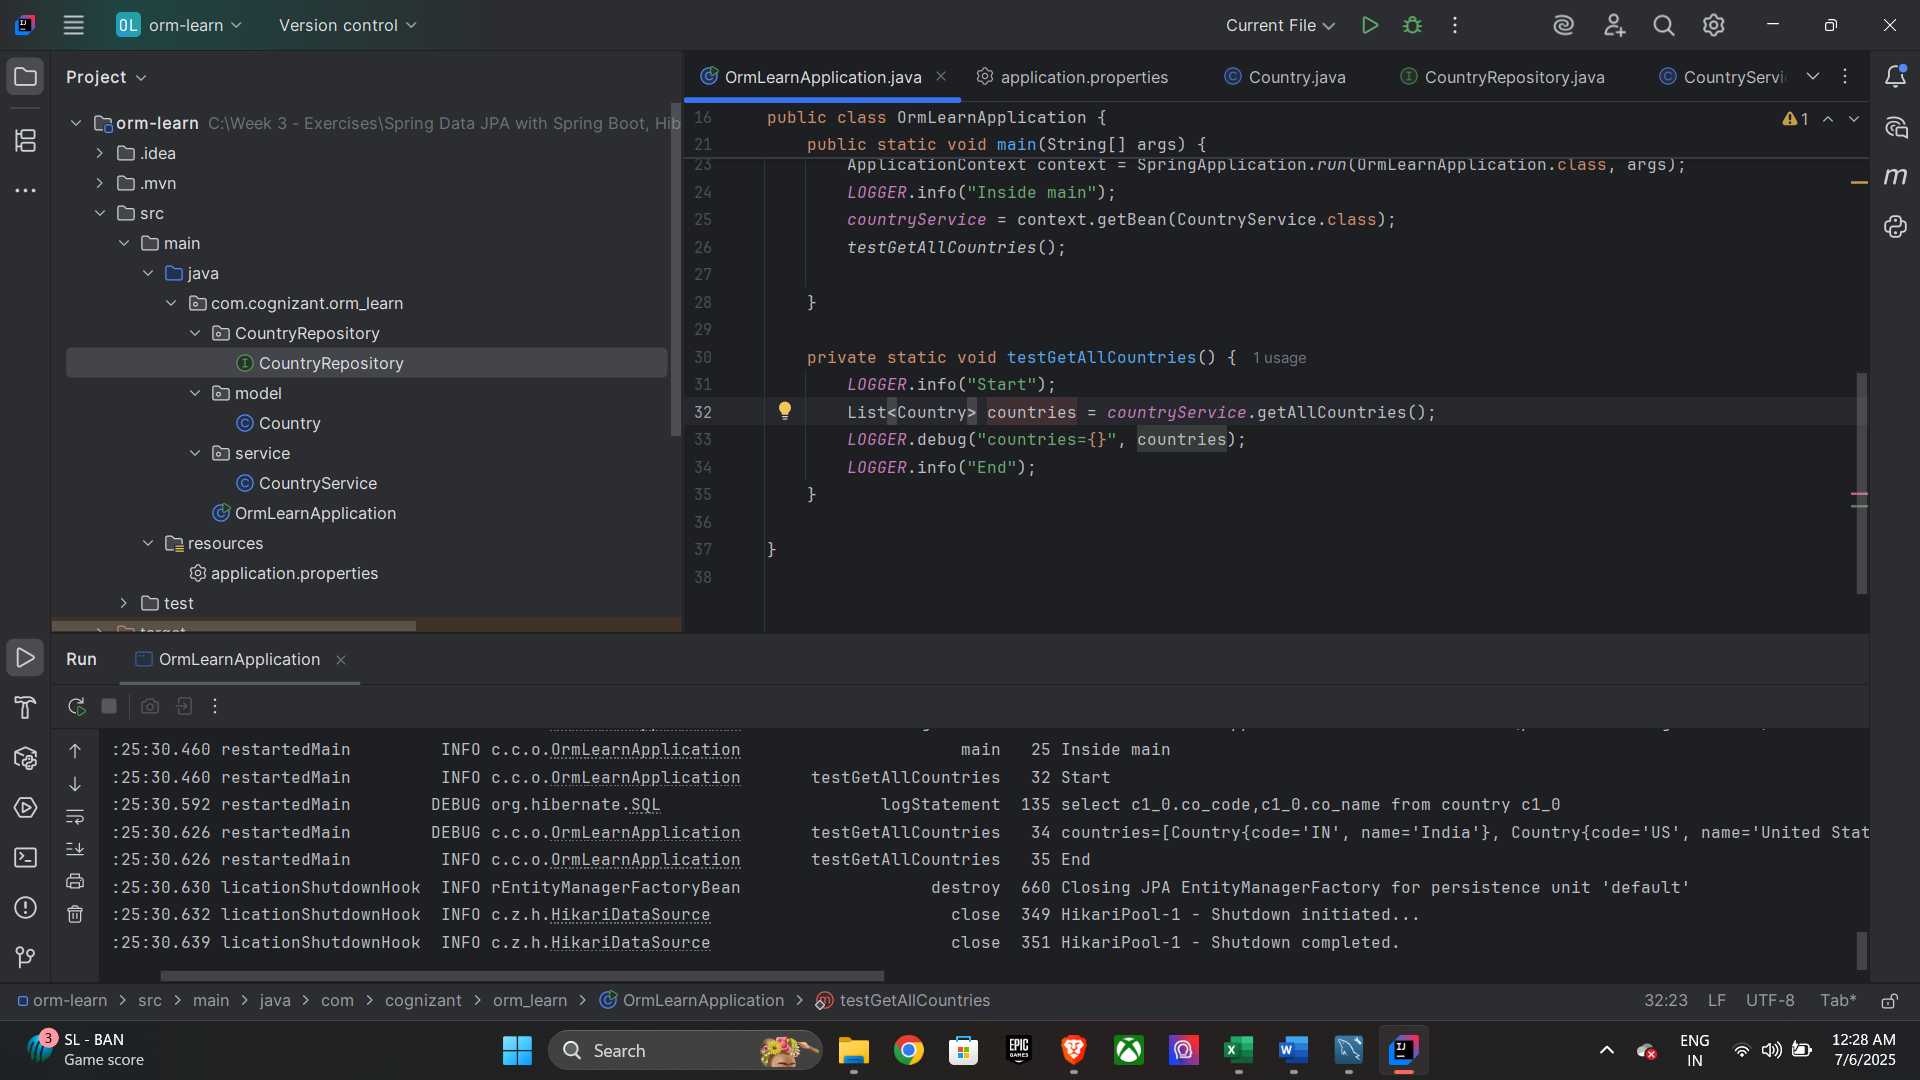 OL orm-learn Version control Current File
Project
orm-learn C:\Week 3 - Exercises\Spring Data JPA with Spring Boot, Hib
.idea
.mvn
src
main
java
com.cognizant.orm_learn
CountryRepository
CountryRepository
model
Country
service
CountryService
OrmLearnApplication
resources
application.properties
test
OrmLearnApplication.java application.properties Country.java CountryRepository.java CountryServi
16 public class OrmLearnApplication { 1
21 public static void main(String[] args) {
23 ApplicationContext context = SpringApplication.run(OrmLearnApplication.class, args);
24 LOGGER.info("Inside main");
25 countryService = context.getBean(CountryService.class);
26 testGetAllCountries();
27
28 }
29
30 private static void testGetAllCountries() { 1 usage
31 LOGGER.info("Start");
32 List<Country> countries = countryService.getAllCountries();
33 LOGGER.debug("countries={}", countries);
34 LOGGER.info("End");
35 }
36
37 }
38
Run OrmLearnApplication
:25:30.460 restartedMain INFO c.c.o.OrmLearnApplication main 25 Inside main
:25:30.460 restartedMain INFO c.c.o.OrmLearnApplication testGetAllCountries 32 Start
:25:30.592 restartedMain DEBUG org.hibernate.SQL logStatement 135 select c1_0.co_code,c1_0.co_name from country c1_0
:25:30.626 restartedMain DEBUG c.c.o.OrmLearnApplication testGetAllCountries 34 countries=[Country{code='IN', name='India'}, Country{code='US', name='United Stat
:25:30.626 restartedMain INFO c.c.o.OrmLearnApplication testGetAllCountries 35 End
:25:30.630 licationShutdownHook INFO rEntityManagerFactoryBean destroy 660 Closing JPA EntityManagerFactory for persistence unit 'default'
:25:30.632 licationShutdownHook INFO c.z.h.HikariDataSource close 349 HikariPool-1 - Shutdown initiated...
:25:30.639 licationShutdownHook INFO c.z.h.HikariDataSource close 351 HikariPool-1 - Shutdown completed.
orm-learn > src > main > java > com > cognizant > orm_learn > OrmLearnApplication > testGetAllCountries 32:23 LF UTF-8 Tab*
3 SL - BAN
Game score
Search
EPIC GAMES
ENG
IN
12:28 AM
7/6/2025